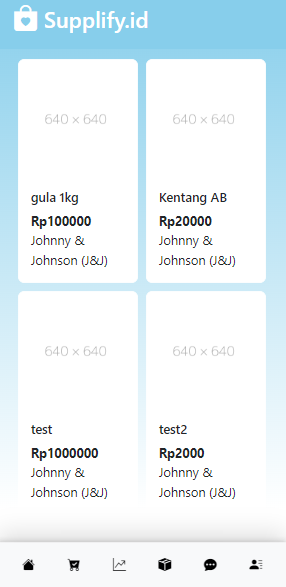 Supplify.id
640 × 640
640 × 640
gula 1kg
Kentang AB
Rp100000
Rp20000
Johnny &
Johnson (J&J)
Johnny &
Johnson (J&J)
640 × 640
640 × 640
test
test2
Rp1000000
Rp2000
Johnny &
Johnson (J&J)
Johnny &
Johnson (J&J)